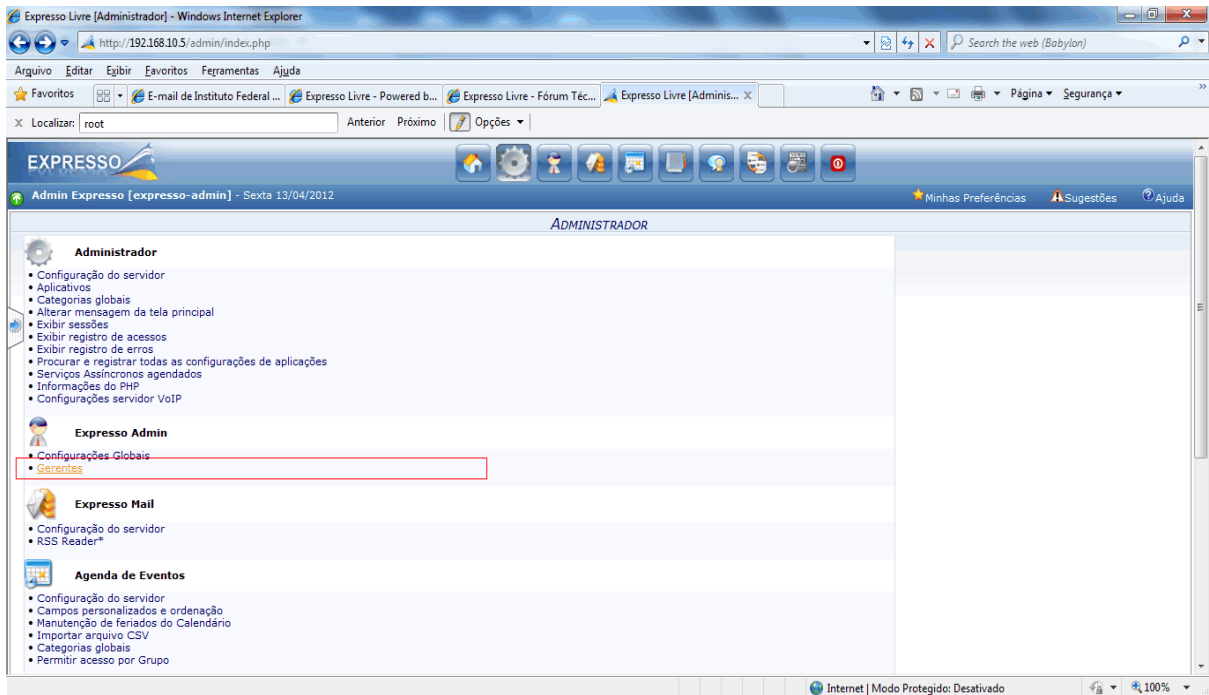 Expresso Livre [Administrador] - Windows Internet Explorer
http://192.168.10.5/admin/index.php
Search the web (Babylon)
Arquivo Editar Exibir Favoritos Ferramentas Ajuda
Favoritos E-mail de Instituto Federal ... Expresso Livre - Powered b... Expresso Livre - Fórum Téc... Expresso Livre [Adminis... X Página Segurança
X Localizar: root Anterior Próximo Opções
EXPRESSO
Admin Expresso [expresso-admin] - Sexta 13/04/2012 Minhas Preferências Sugestões Ajuda
ADMINISTRADOR
Administrador
• Configuração do servidor
• Aplicativos
• Categorias globais
• Alterar mensagem da tela principal
• Exibir sessões
• Exibir registro de acessos
• Exibir registro de erros
• Procurar e registrar todas as configurações de aplicações
• Serviços Assíncronos agendados
• Informações do PHP
• Configurações servidor VoIP
Expresso Admin
• Configurações Globais
• Gerentes
Expresso Mail
• Configuração do servidor
• RSS Reader*
Agenda de Eventos
• Configuração do servidor
• Campos personalizados e ordenação
• Manutenção de feriados do Calendário
• Importar arquivo CSV
• Categorias globais
• Permitir acesso por Grupo
Internet | Modo Protegido: Desativado 100%